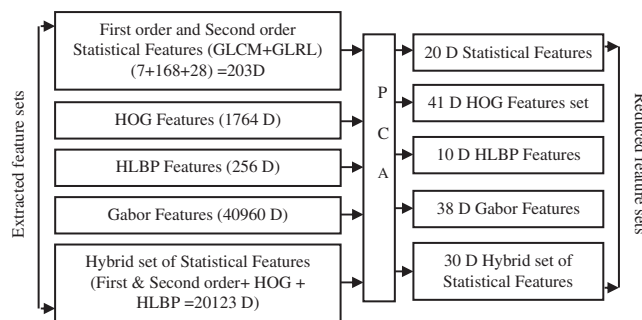 Extracted feature sets
First order and Second order
Statistical Features (GLCM+GLRL)
(7+168+28) =203D
HOG Features (1764 D)
HLBP Features (256 D)
Gabor Features (40960 D)
Hybrid set of Statistical Features
(First & Second order+ HOG +
HLBP =20123 D)
P
C
A
20 D Statistical Features
41 D HOG Features set
10 D HLBP Features
38 D Gabor Features
30 D Hybrid set of
Statistical Features
Reduced feature sets